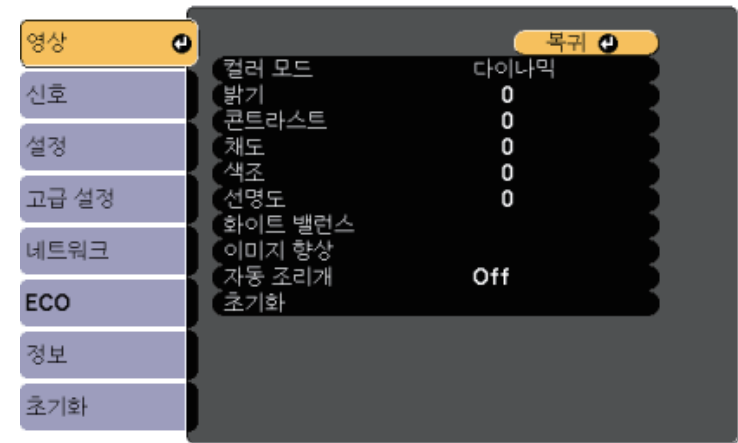 영상
신호
설정
고급 설정
네트워크
ECO
정보
초기화
복귀
컬러 모드 다이나믹
밝기 0
콘트라스트 0
채도 0
색조 0
선명도 0
화이트 밸런스
이미지 향상
자동 조리개 Off
초기화